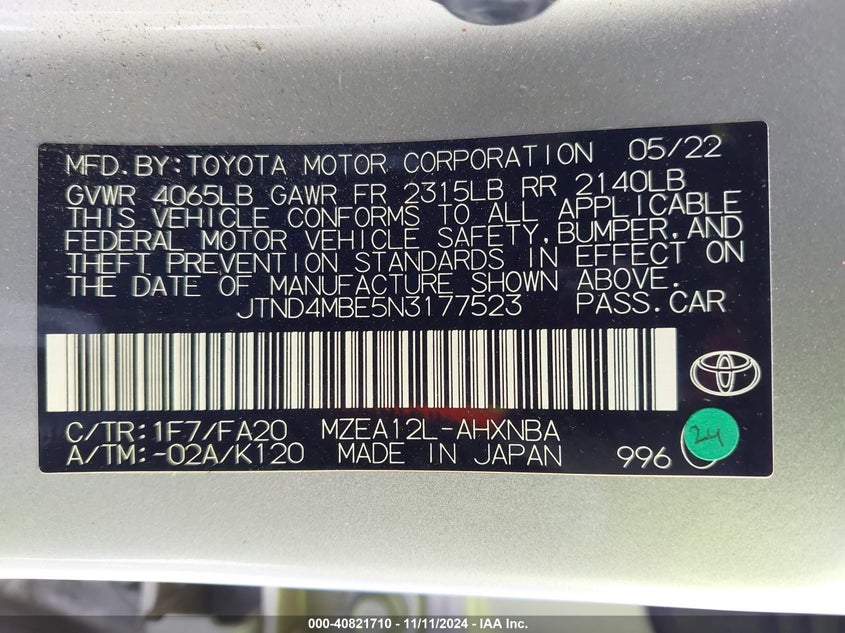 MFD.BY:TOYOTA MOTOR CORPORATION 05/22
GVWR 4065LB GAWR FR 2315LB RR 2140LB
THIS VEHICLE CONFORMS TO ALL APPLICABLE
FEDERAL MOTOR VEHICLE SAFETY,BUMPER,AND
THEFT PREVENTION STANDARDS IN EFFECT ON
THE DATE OF MANUFACTURE SHOWN ABOVE.
JTND4MBE5N3177523 PASS.CAR
C/TR:1F7/FA20 MZEA12L-AHXNBA
A/TM:-02A/K120 MADE IN JAPAN 996
24
000-40821710 - 11/11/2024 - IAA Inc.